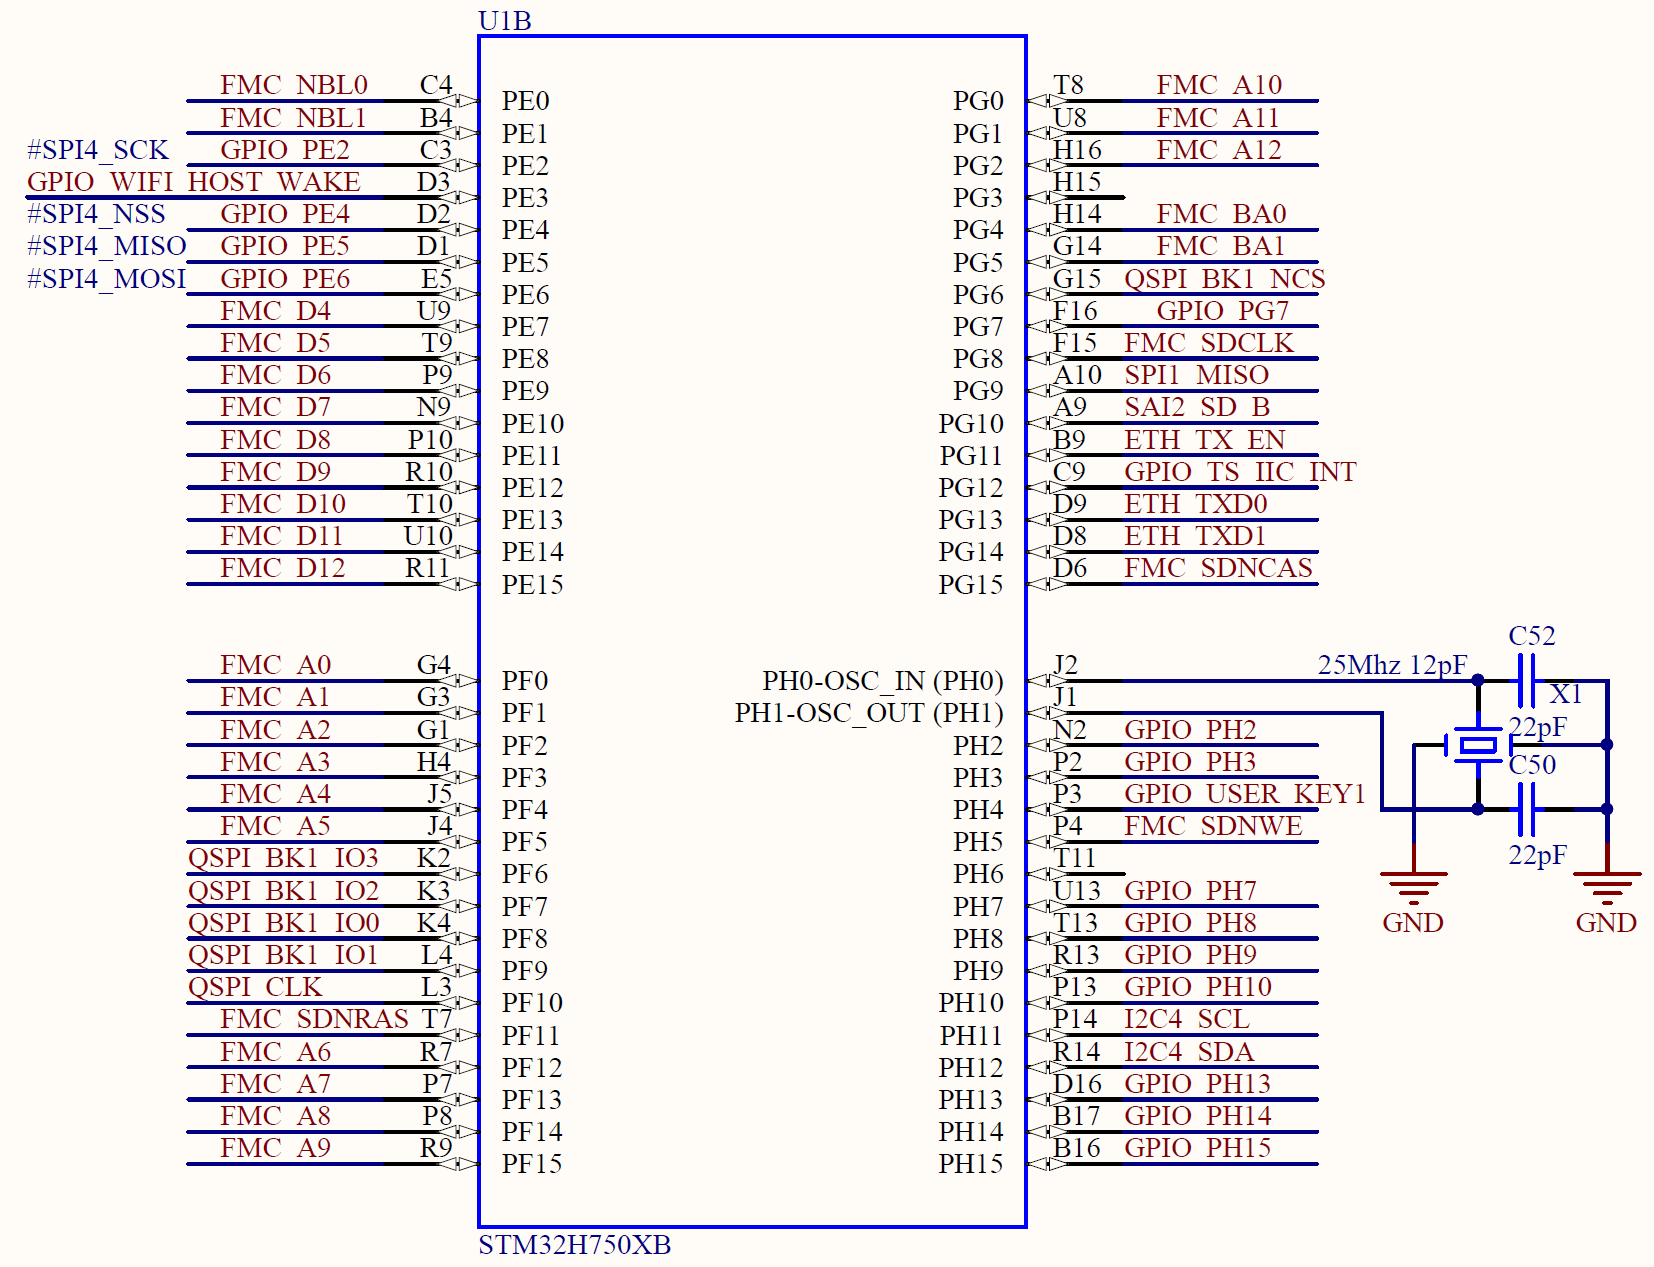 U1B
FMC_NBL0 C4 PE0
FMC_NBL1 B4 PE1
#SPI4_SCK GPIO_PE2 C3 PE2
GPIO_WIFI_HOST_WAKE D3 PE3
#SPI4_NSS GPIO_PE4 D2 PE4
#SPI4_MISO GPIO_PE5 D1 PE5
#SPI4_MOSI GPIO_PE6 E5 PE6
FMC_D4 U9 PE7
FMC_D5 T9 PE8
FMC_D6 P9 PE9
FMC_D7 N9 PE10
FMC_D8 P10 PE11
FMC_D9 R10 PE12
FMC_D10 T10 PE13
FMC_D11 U10 PE14
FMC_D12 R11 PE15
FMC_A0 G4 PF0
FMC_A1 G3 PF1
FMC_A2 G1 PF2
FMC_A3 H4 PF3
FMC_A4 J5 PF4
FMC_A5 J4 PF5
QSPI_BK1_IO3 K2 PF6
QSPI_BK1_IO2 K3 PF7
QSPI_BK1_IO0 K4 PF8
QSPI_BK1_IO1 L4 PF9
QSPI_CLK L3 PF10
FMC_SDNRAS T7 PF11
FMC_A6 R7 PF12
FMC_A7 P7 PF13
FMC_A8 P8 PF14
FMC_A9 R9 PF15
PG0 T8 FMC_A10
PG1 U8 FMC_A11
PG2 H16 FMC_A12
PG3 H15
PG4 H14 FMC_BA0
PG5 G14 FMC_BA1
PG6 G15 QSPI_BK1_NCS
PG7 F16 GPIO_PG7
PG8 F15 FMC_SDCLK
PG9 A10 SPI1_MISO
PG10 A9 SAI2_SD_B
PG11 B9 ETH_TX_EN
PG12 C9 GPIO_TS_IIC_INT
PG13 D9 ETH_TXD0
PG14 D8 ETH_TXD1
PG15 D6 FMC_SDNCAS
PH0-OSC_IN (PH0) J2
PH1-OSC_OUT (PH1) J1
PH2 N2 GPIO_PH2
PH3 P2 GPIO_PH3
PH4 P3 GPIO_USER_KEY1
PH5 P4 FMC_SDNWE
PH6 T11
PH7 U13 GPIO_PH7
PH8 T13 GPIO_PH8
PH9 R13 GPIO_PH9
PH10 P13 GPIO_PH10
PH11 P14 I2C4_SCL
PH12 R14 I2C4_SDA
PH13 D16 GPIO_PH13
PH14 B17 GPIO_PH14
PH15 B16 GPIO_PH15
C52
25Mhz 12pF
X1
22pF
C50
22pF
GND
GND
STM32H750XB